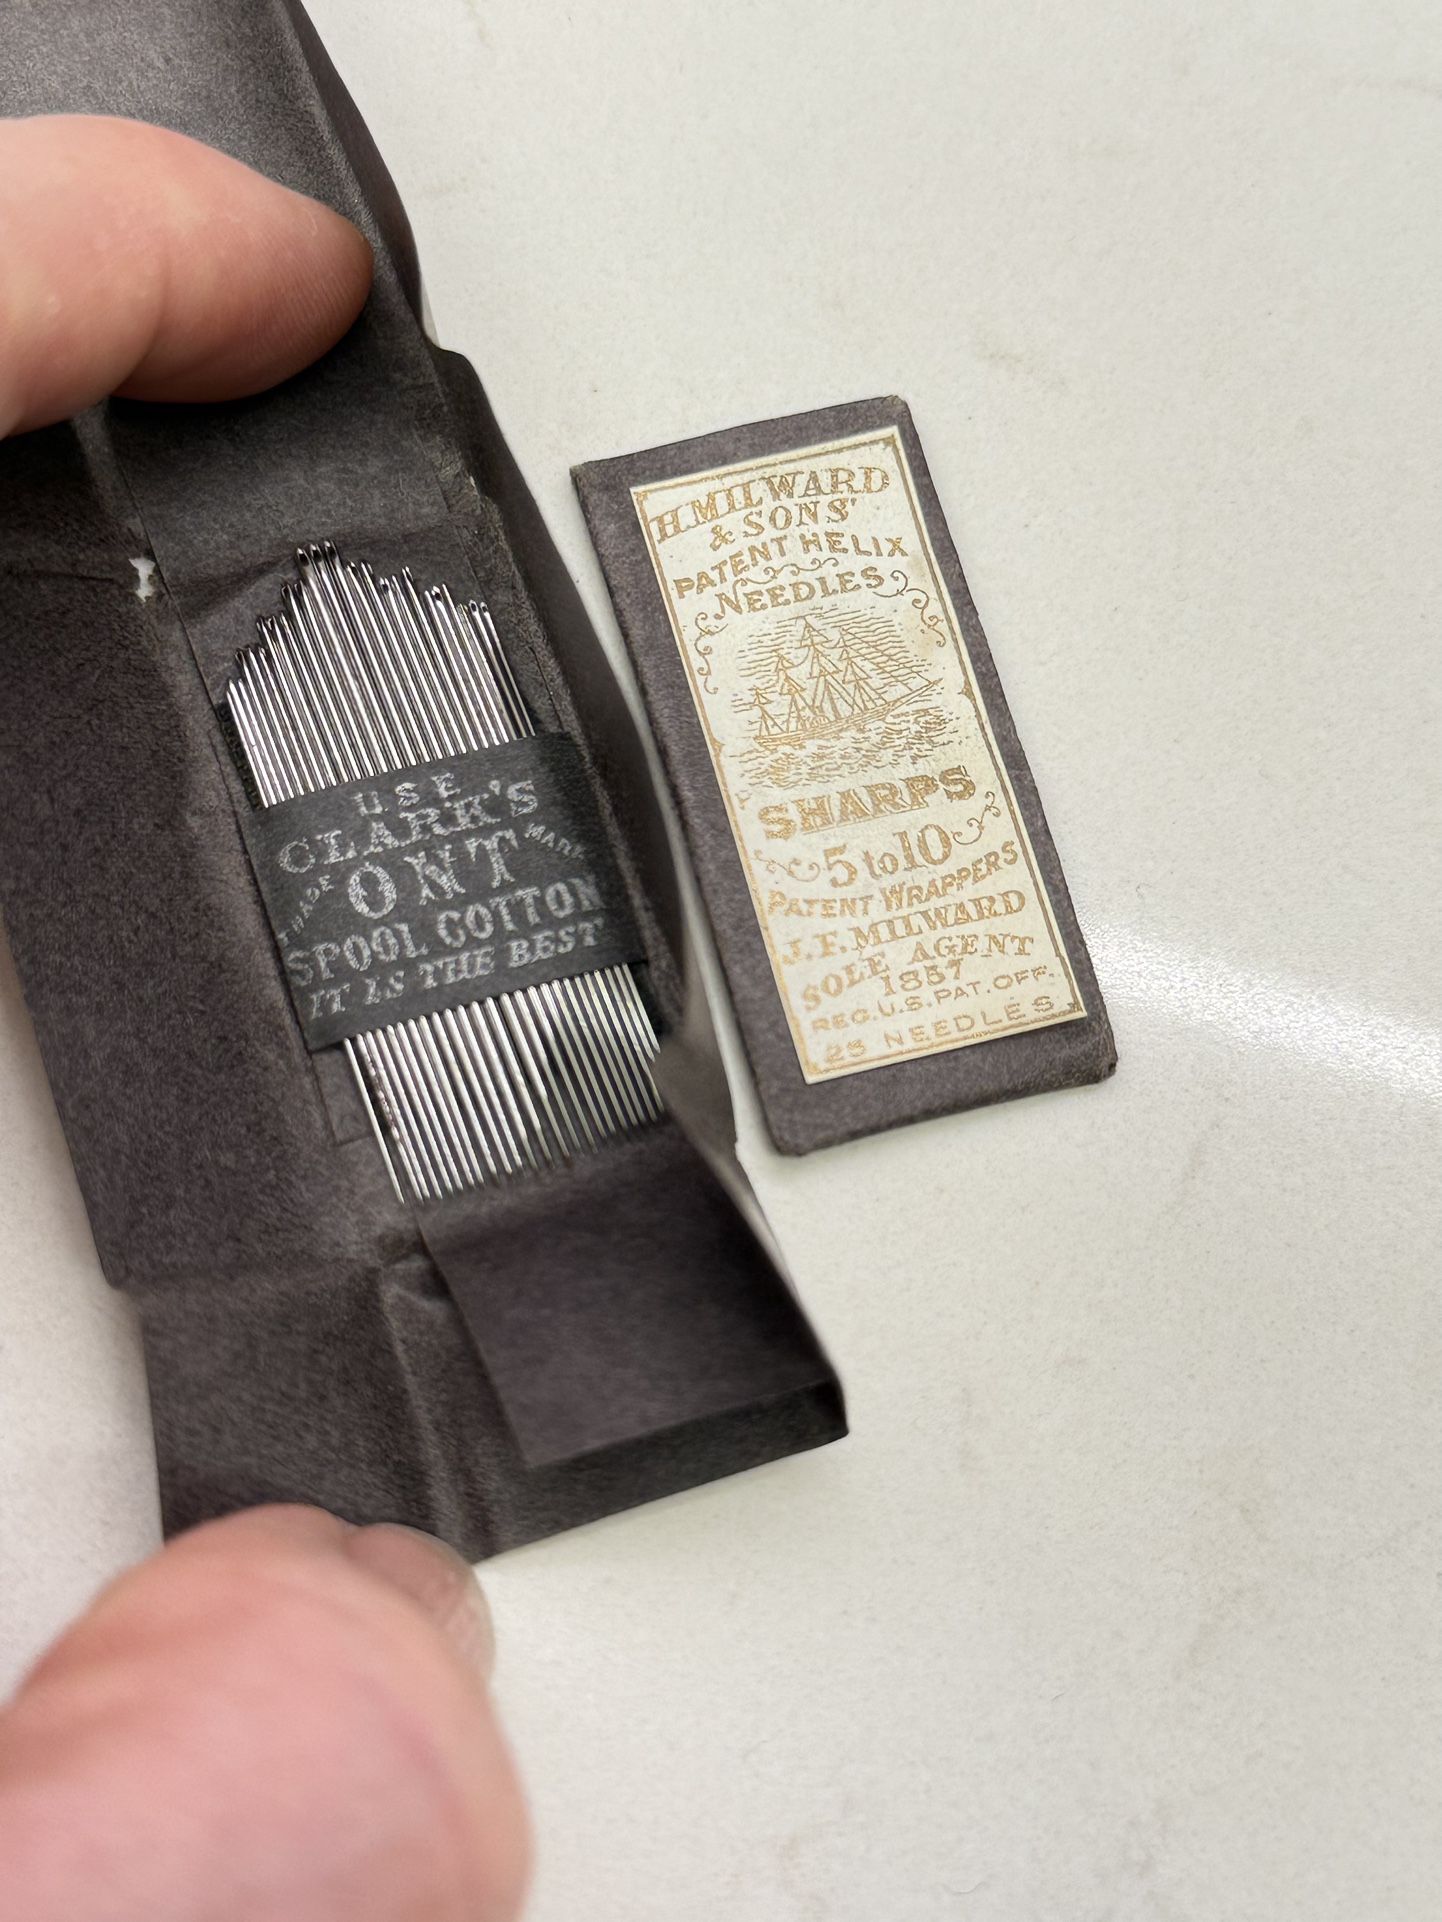 USE
CLARK'S
TRADE ONT MARK
SPOOL COTTON
IT IS THE BEST
H. MILWARD
& SONS'
PATENT HELIX
NEEDLES
SHARPS
5 to 10
PATENT WRAPPERS
J. F. MILWARD
SOLE AGENT
1857
REG. U.S. PAT. OFF.
25 NEEDLES